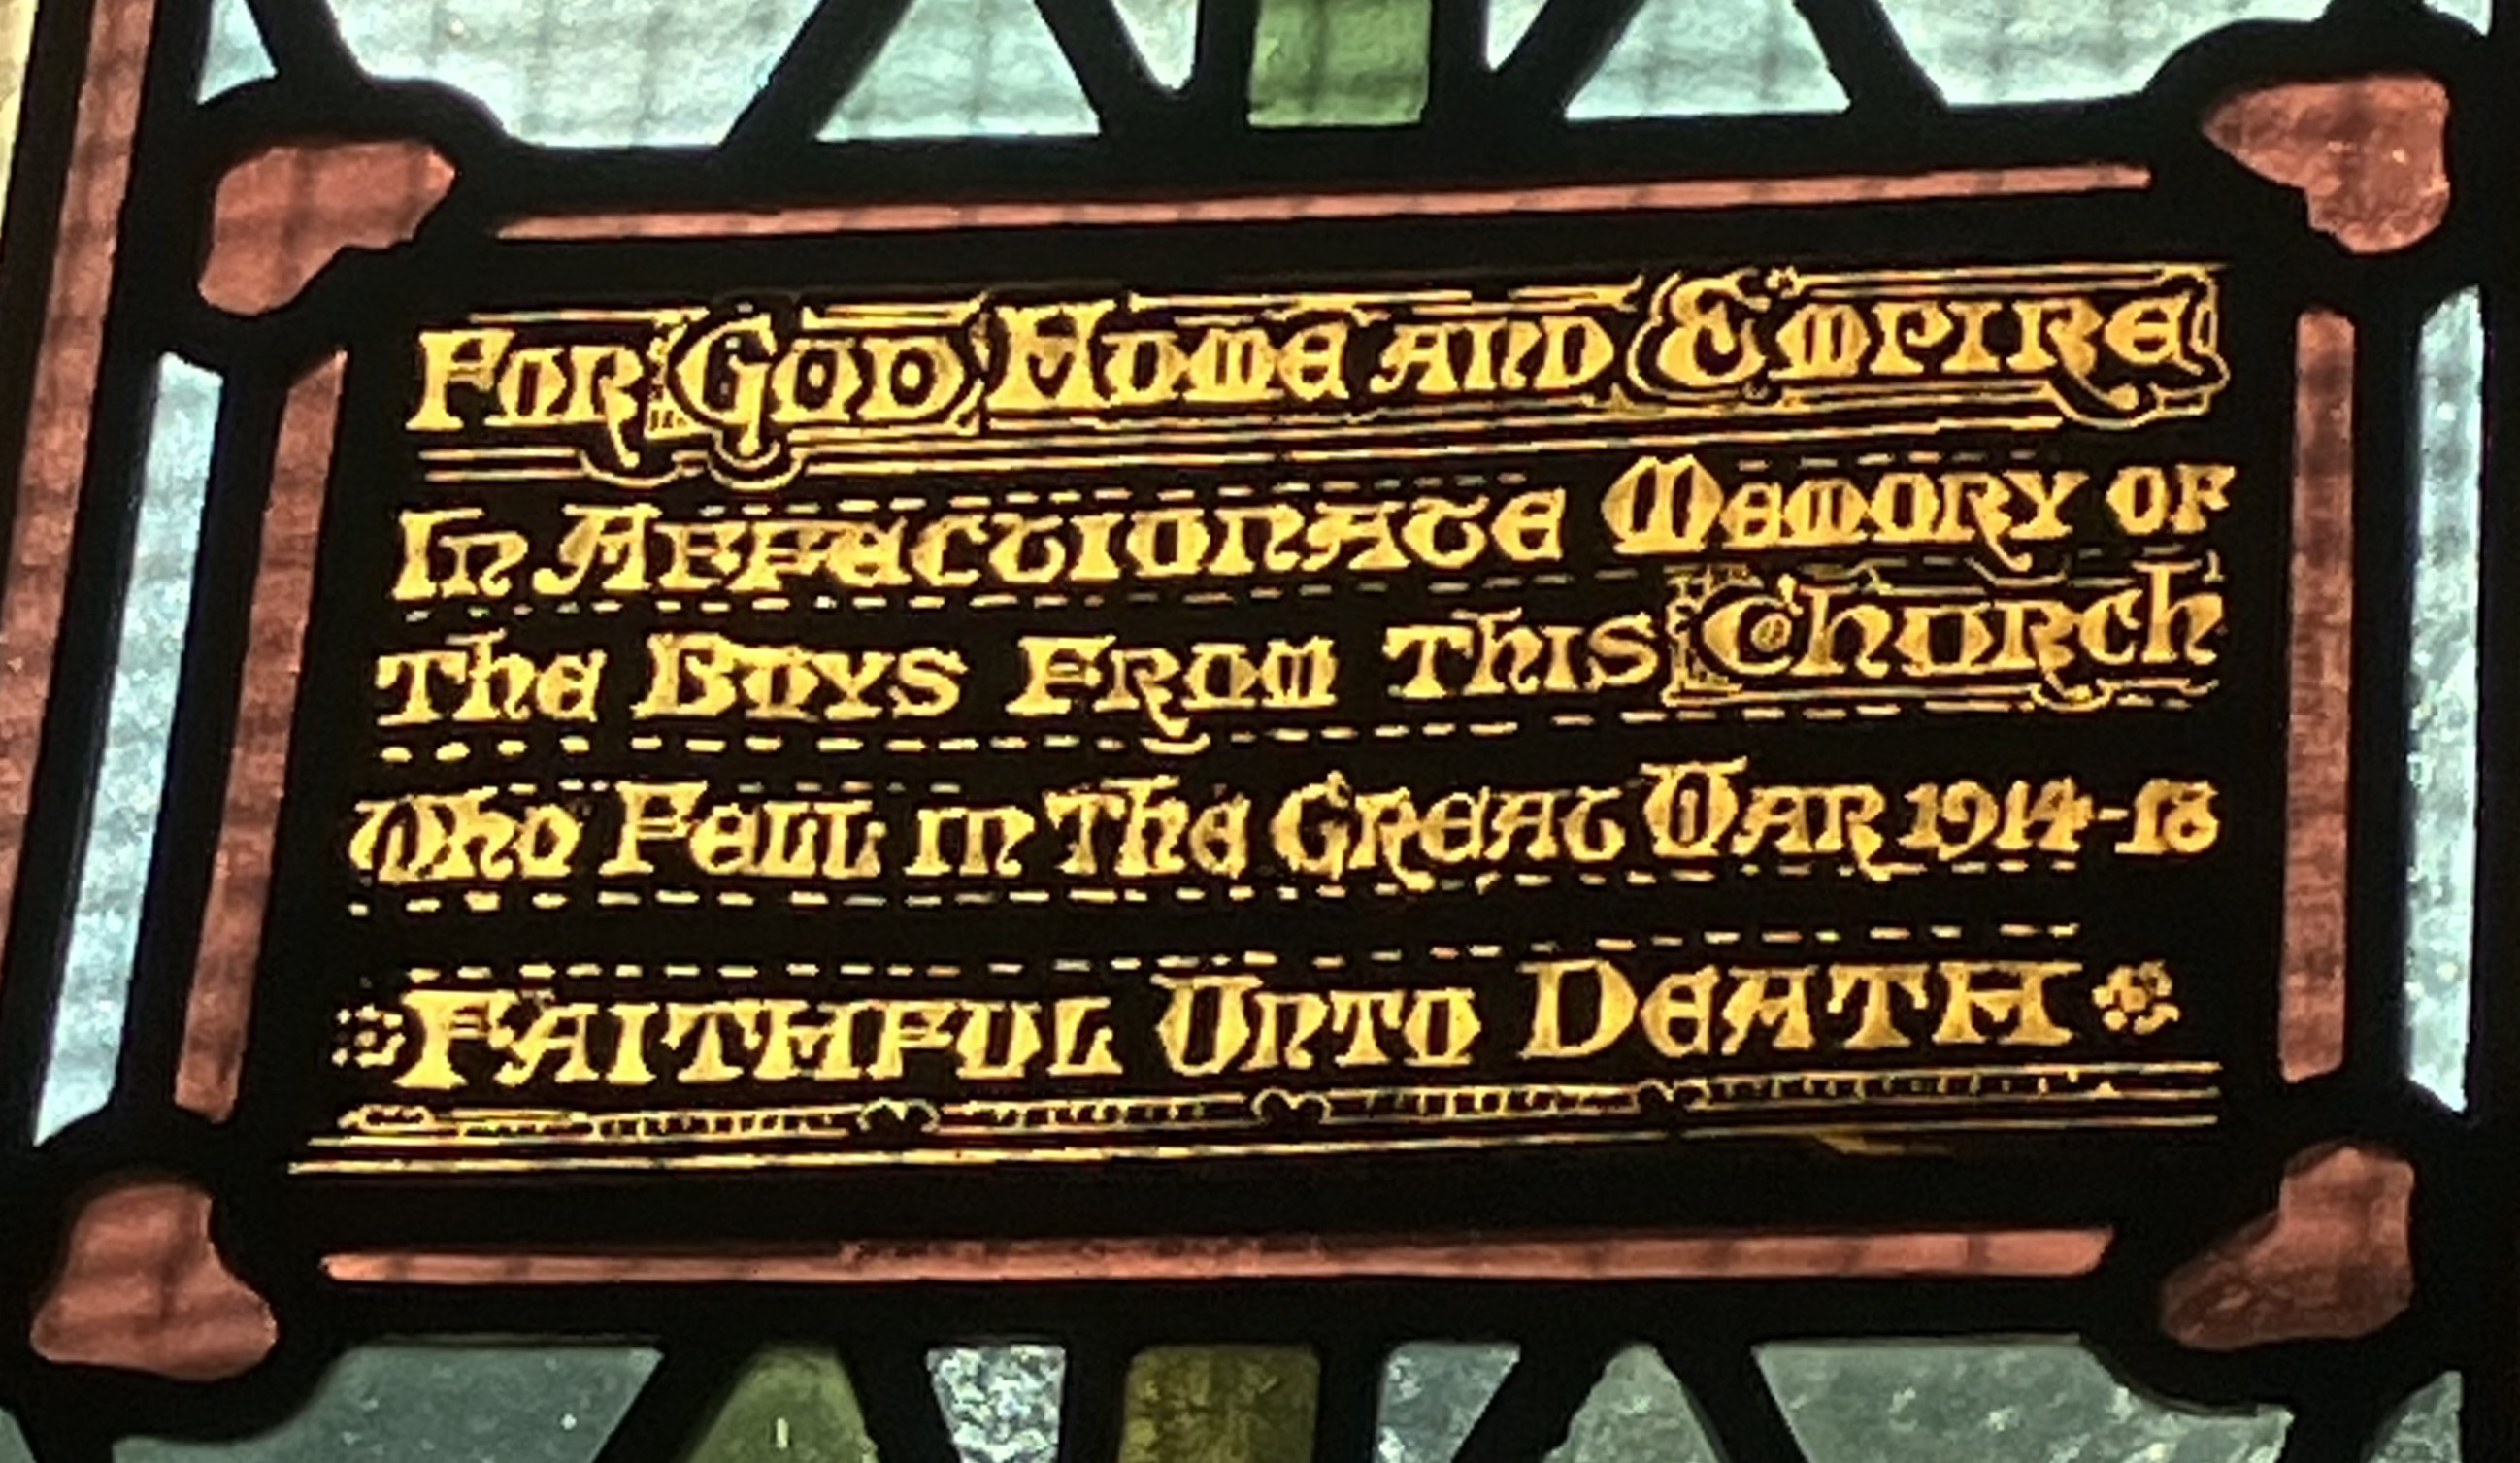 For God, Home and Empire
In Affectionate Memory of
The Boys From This Church
Who Fell in The Great War 1914-18
Faithful Unto Death